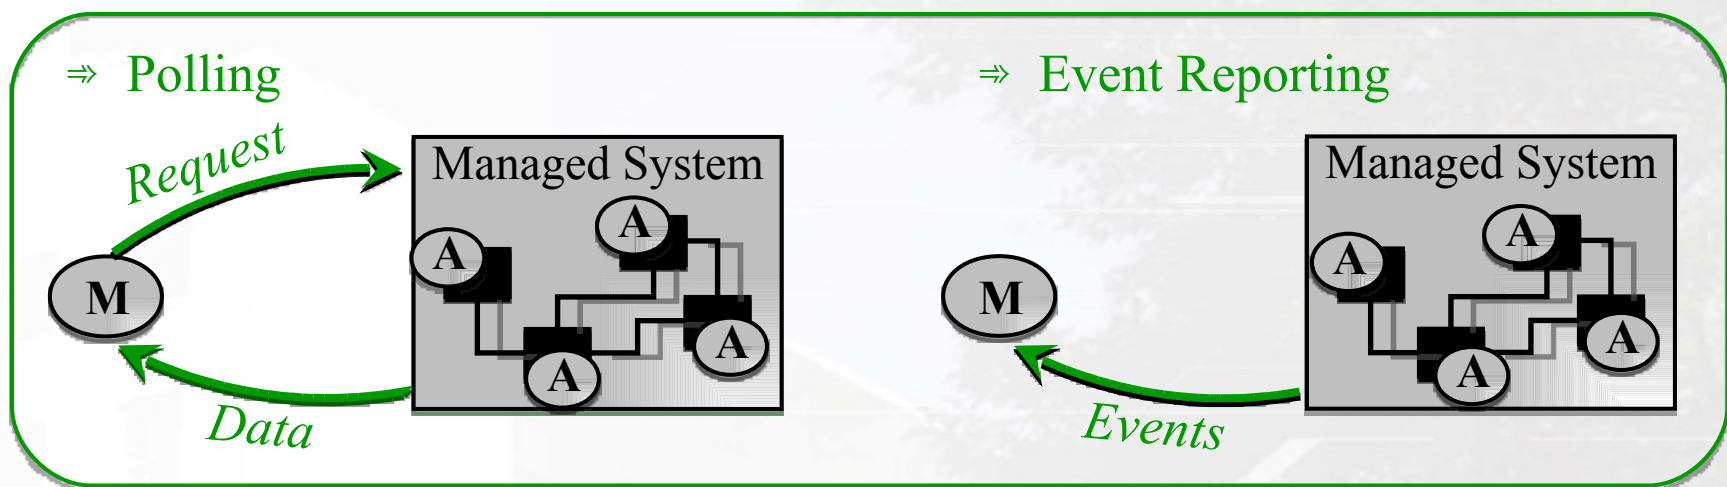 ⇒ Polling
Request
Managed System
A
A
M
A
A
Data
⇒ Event Reporting
Managed System
A
A
M
A
A
Events